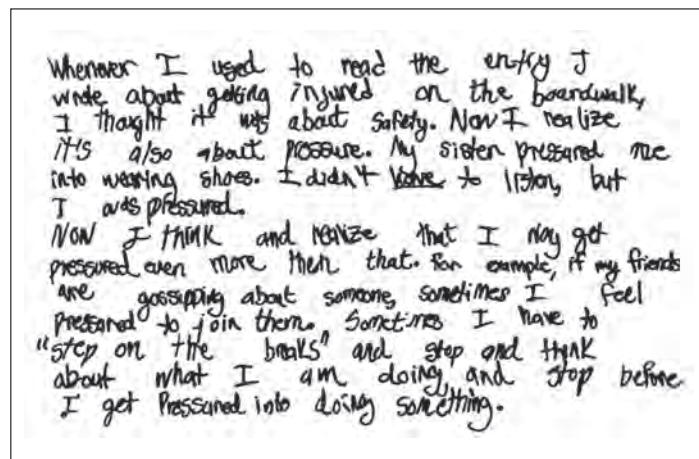 Whenever I used to read the entry I
wrote about getting injured on the boardwalk,
I thought it was about safety. Now I realize
it's also about pressure. My sister pressured me
into wearing shoes. I didn't have to listen, but
I was pressured.
Now I think and realize that I may get
pressured even more then that. For example, if my friends
are gossipping about someone, sometimes I feel
pressured to join them. Sometimes I have to
"step on the breaks" and stop and think
about what I am doing, and stop before
I get pressured into doing something.